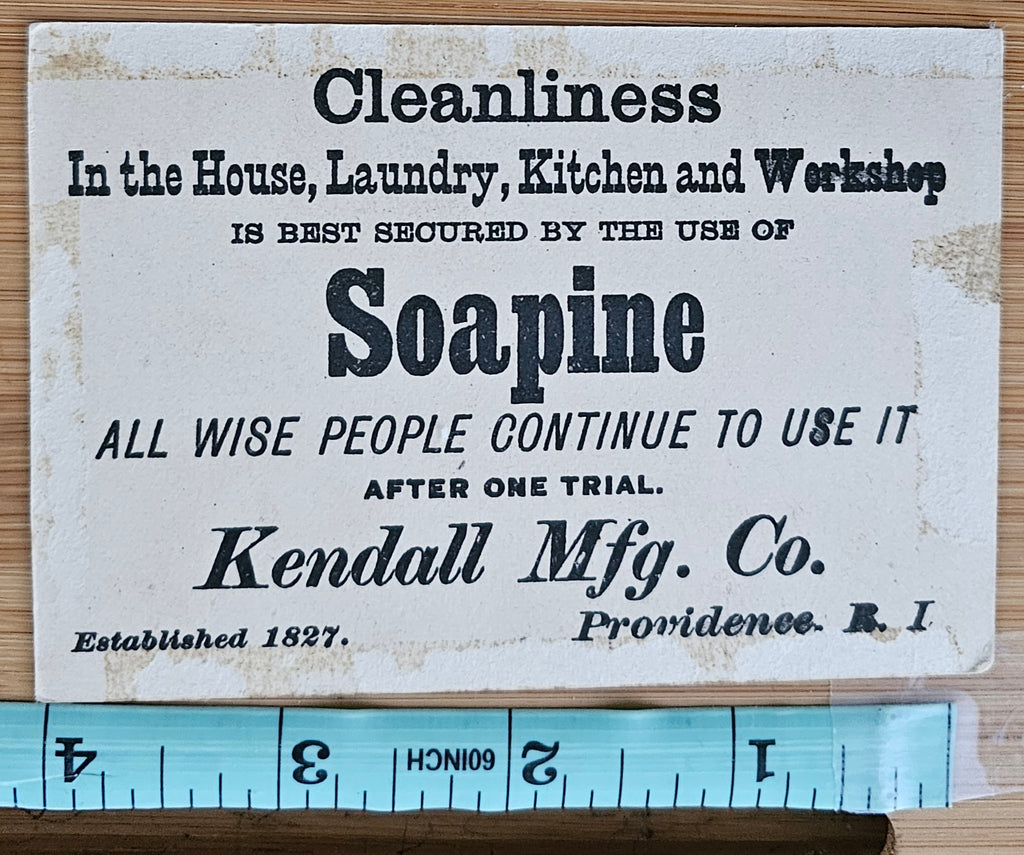 Cleanliness
In the House, Laundry, Kitchen and Workshop
IS BEST SECURED BY THE USE OF
Soapine
ALL WISE PEOPLE CONTINUE TO USE IT
AFTER ONE TRIAL.
Kendall Mfg. Co.
Established 1827.
Providence. R. I
4 3 60INCH 2 1